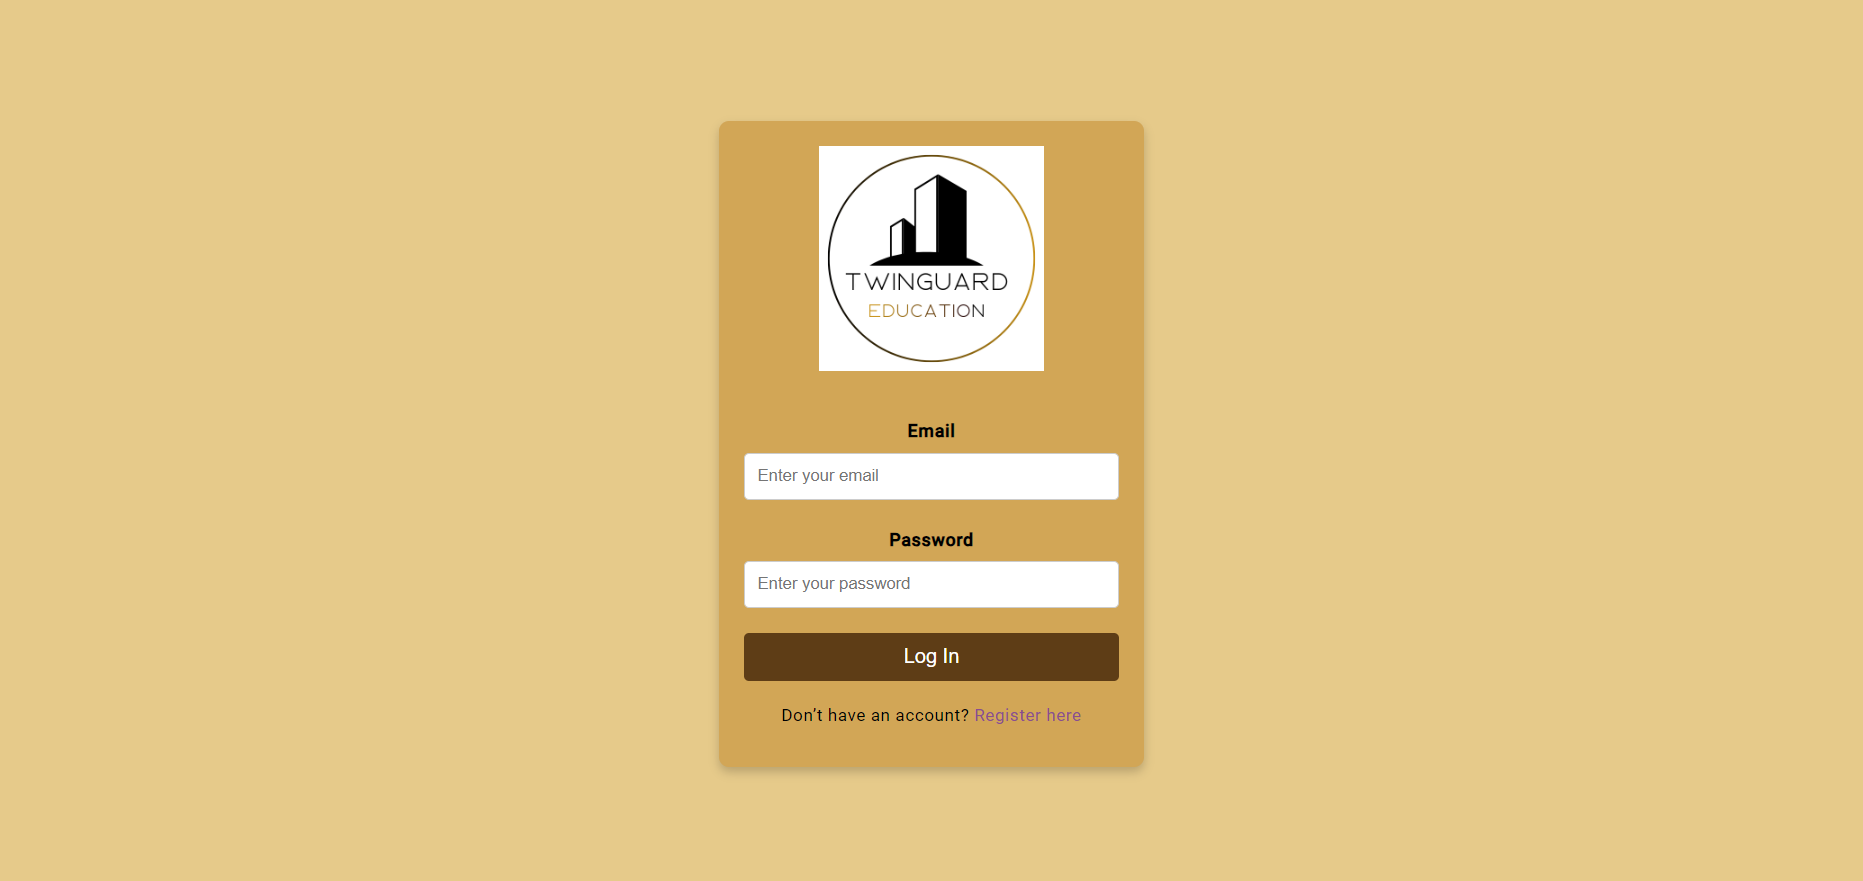 TWINGUARD
EDUCATION
Email
Enter your email
Password
Enter your password
Log In
Don’t have an account? Register here